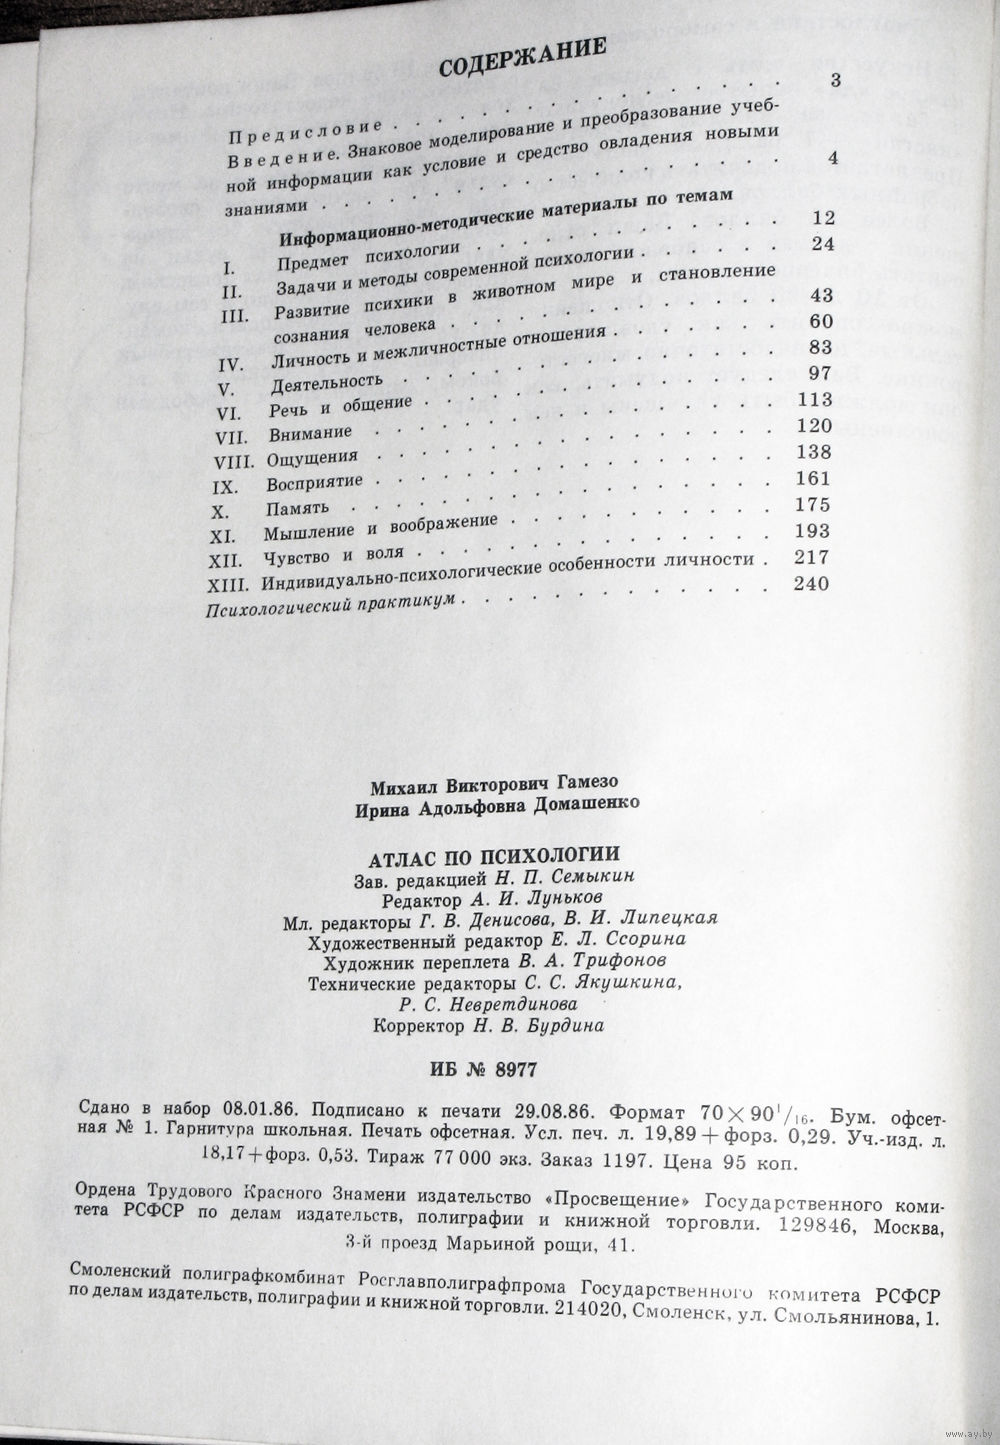 СОДЕРЖАНИЕ
Предисловие . . . . . . . . . . . . . . . . . 3
Введение. Знаковое моделирование и преобразование учеб-
ной информации как условие и средство овладения новыми
знаниями . . . . . . . . . . . . . . . . . . . 4
Информационно-методические материалы по темам
I. Предмет психологии . . . . . . . . . . . . . 12
II. Задачи и методы современной психологии . . . . . . 24
III. Развитие психики в животном мире и становление
сознания человека . . . . . . . . . . . . . . 43
IV. Личность и межличностные отношения . . . . . . . 60
V. Деятельность . . . . . . . . . . . . . . . . 83
VI. Речь и общение . . . . . . . . . . . . . . . 97
VII. Внимание . . . . . . . . . . . . . . . . . 113
VIII. Ощущения . . . . . . . . . . . . . . . . . 120
IX. Восприятие . . . . . . . . . . . . . . . . . 138
X. Память . . . . . . . . . . . . . . . . . . 161
XI. Мышление и воображение . . . . . . . . . . . . 175
XII. Чувство и воля . . . . . . . . . . . . . . . 193
XIII. Индивидуально-психологические особенности личности . 217
Психологический практикум . . . . . . . . . . . . . 240
Михаил Викторович Гамезо
Ирина Адольфовна Домашенко
АТЛАС ПО ПСИХОЛОГИИ
Зав. редакцией Н. П. Семыкин
Редактор А. И. Луньков
Мл. редакторы Г. В. Денисова, В. И. Липецкая
Художественный редактор Е. Л. Ссорина
Художник переплета В. А. Трифонов
Технические редакторы С. С. Якушкина,
Р. С. Невретдинова
Корректор Н. В. Бурдина
ИБ № 8977
Сдано в набор 08.01.86. Подписано к печати 29.08.86. Формат 70×90¹/₁₆. Бум. офсет-
ная № 1. Гарнитура школьная. Печать офсетная. Усл. печ. л. 19,89+форз. 0,29. Уч.-изд. л.
18,17+форз. 0,53. Тираж 77 000 экз. Заказ 1197. Цена 95 коп.
Ордена Трудового Красного Знамени издательство «Просвещение» Государственного коми-
тета РСФСР по делам издательств, полиграфии и книжной торговли. 129846, Москва,
3-й проезд Марьиной рощи, 41.
Смоленский полиграфкомбинат Росглавполиграфпрома Государственного комитета РСФСР
по делам издательств, полиграфии и книжной торговли. 214020, Смоленск, ул. Смольянинова, 1.
www.ay.by